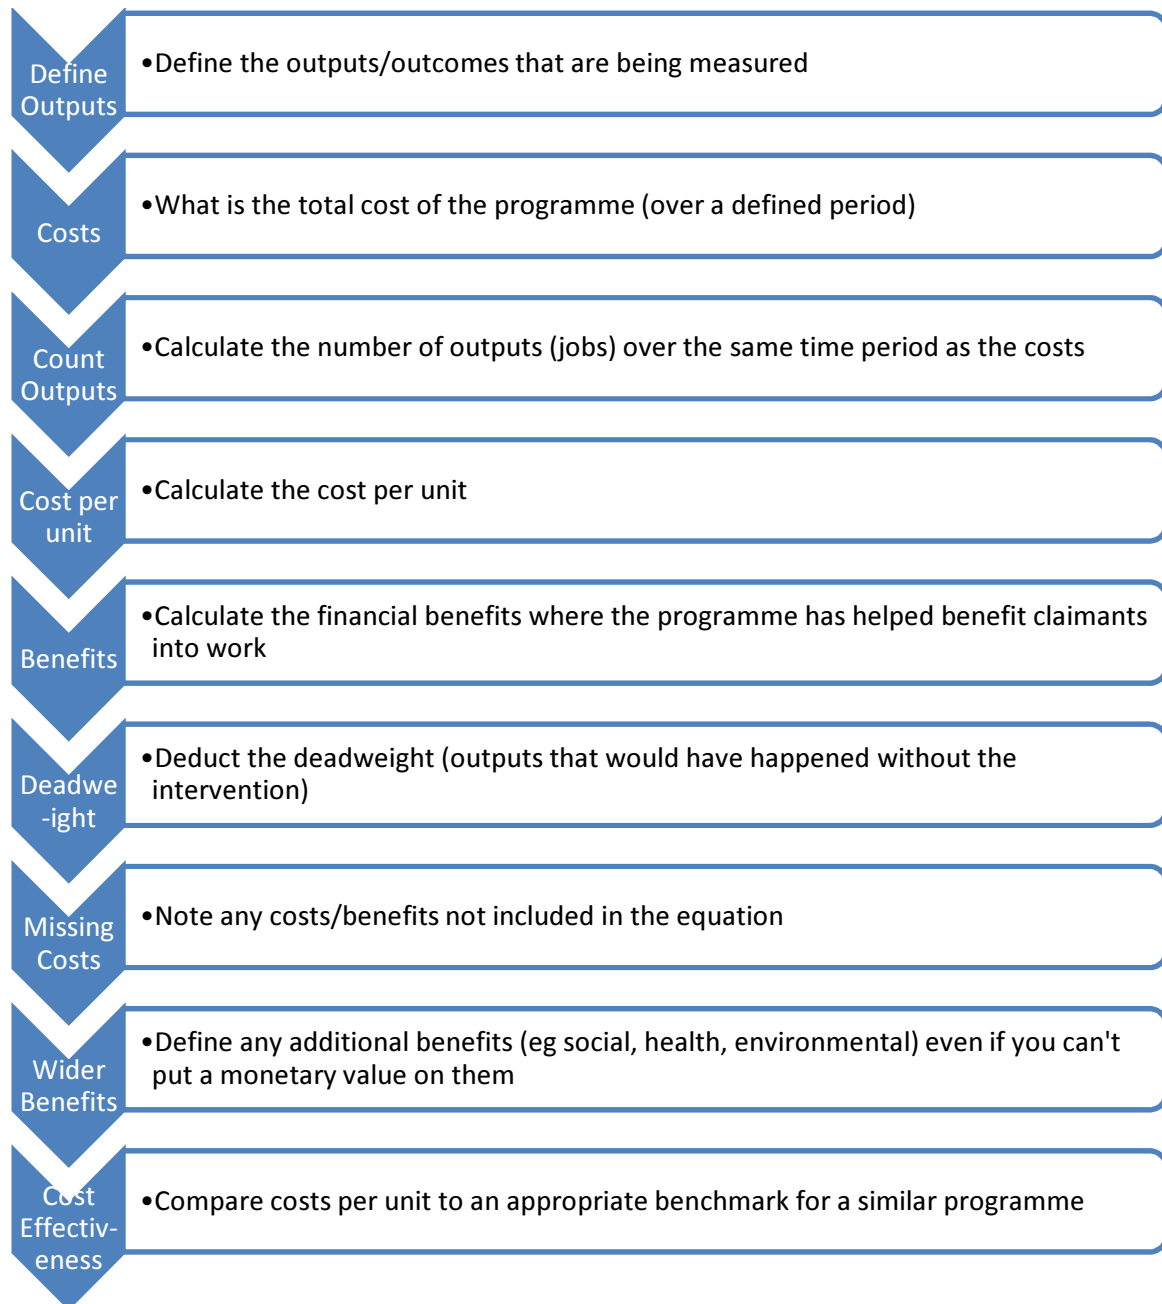 Define
Outputs
•Define the outputs/outcomes that are being measured
Costs
•What is the total cost of the programme (over a defined period)
Count
Outputs
•Calculate the number of outputs (jobs) over the same time period as the costs
Cost per
unit
•Calculate the cost per unit
Benefits
•Calculate the financial benefits where the programme has helped benefit claimants
into work
Deadwe
-ight
•Deduct the deadweight (outputs that would have happened without the
intervention)
Missing
Costs
•Note any costs/benefits not included in the equation
Wider
Benefits
•Define any additional benefits (eg social, health, environmental) even if you can't
put a monetary value on them
Cost
Effectiv-
eness
•Compare costs per unit to an appropriate benchmark for a similar programme